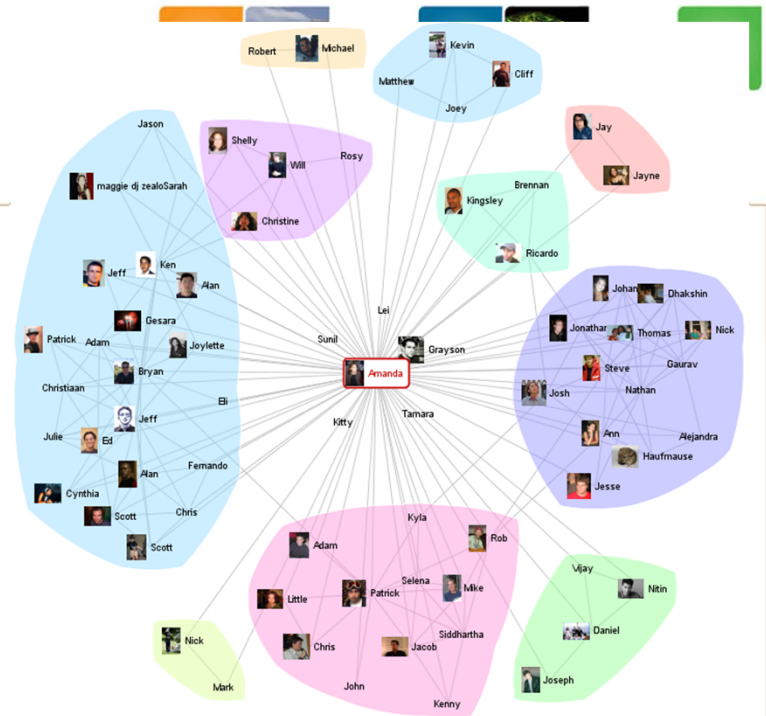 Robert
Michael
Kevin
Matthew
Cliff
Joey
Jason
Shelly
Will
Rosy
Christine
Jay
Jayne
maggie dj zealoSarah
Kingsley
Brennan
Ricardo
Jeff
Ken
Alan
Gesara
Patrick
Adam
Joylette
Bryan
Christiaan
Eli
Jeff
Julie
Ed
Alan
Fernando
Cynthia
Scott
Chris
Scott
Lei
Sunil
Grayson
Amanda
Kitty
Tamara
Johan
Dhakshin
Jonathar
Thomas
Nick
Steve
Gaurav
Josh
Nathan
Ann
Alejandra
Haufmause
Jesse
Kyla
Adam
Rob
Selena
Little
Patrick
Mike
Siddhartha
Chris
Jacob
John
Kenny
Vijay
Nitin
Daniel
Joseph
Nick
Mark